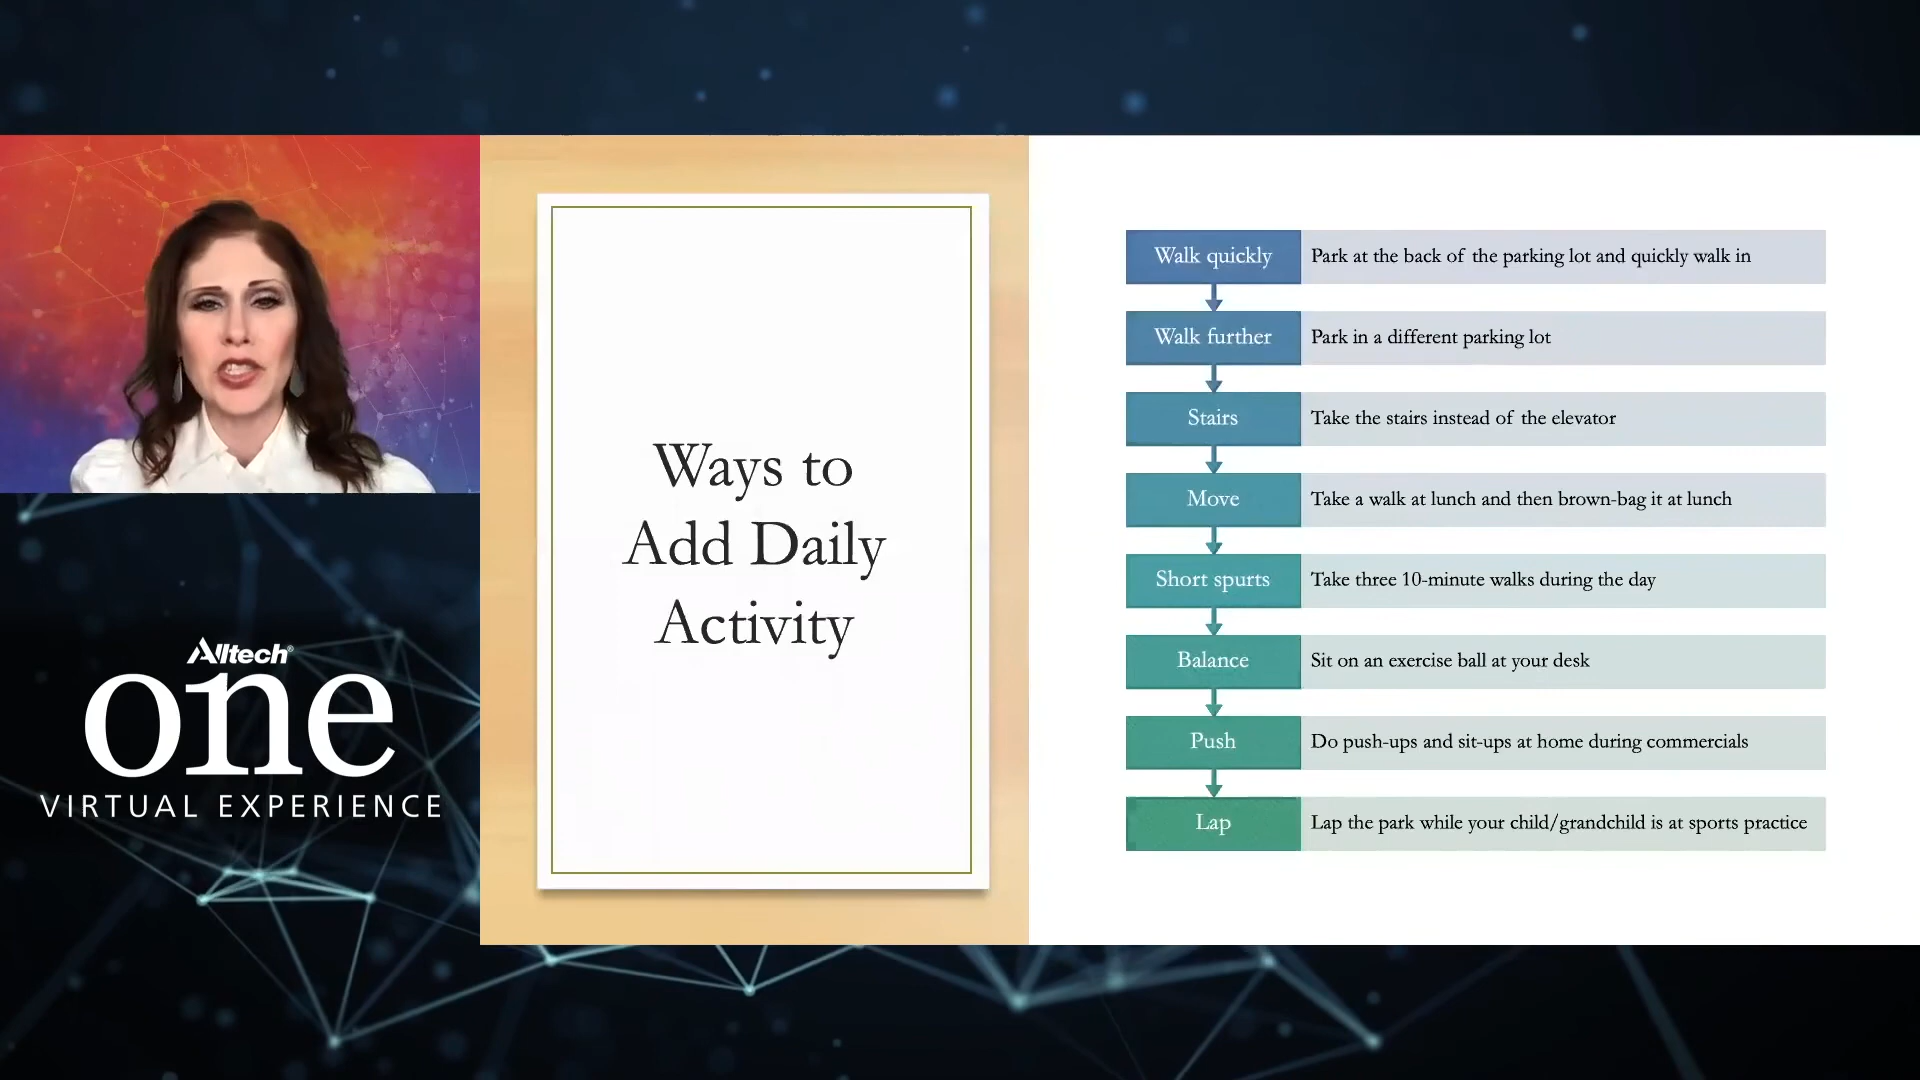 Alltech®
one
VIRTUAL EXPERIENCE
Ways to
Add Daily
Activity
Walk quickly
Park at the back of the parking lot and quickly walk in
Walk further
Park in a different parking lot
Stairs
Take the stairs instead of the elevator
Move
Take a walk at lunch and then brown-bag it at lunch
Short spurts
Take three 10-minute walks during the day
Balance
Sit on an exercise ball at your desk
Push
Do push-ups and sit-ups at home during commercials
Lap
Lap the park while your child/grandchild is at sports practice